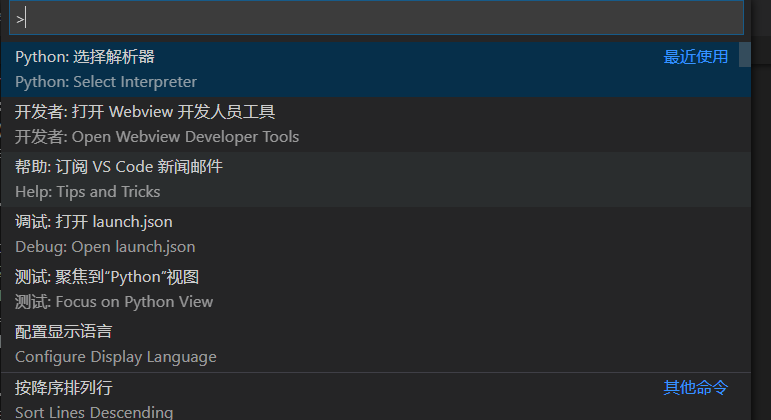 >
Python: 选择解析器 最近使用
Python: Select Interpreter
开发者: 打开 Webview 开发人员工具
开发者: Open Webview Developer Tools
帮助: 订阅 VS Code 新闻邮件
Help: Tips and Tricks
调试: 打开 launch.json
Debug: Open launch.json
测试: 聚焦到“Python”视图
测试: Focus on Python View
配置显示语言
Configure Display Language
按降序排列行 其他命令
Sort Lines Descending